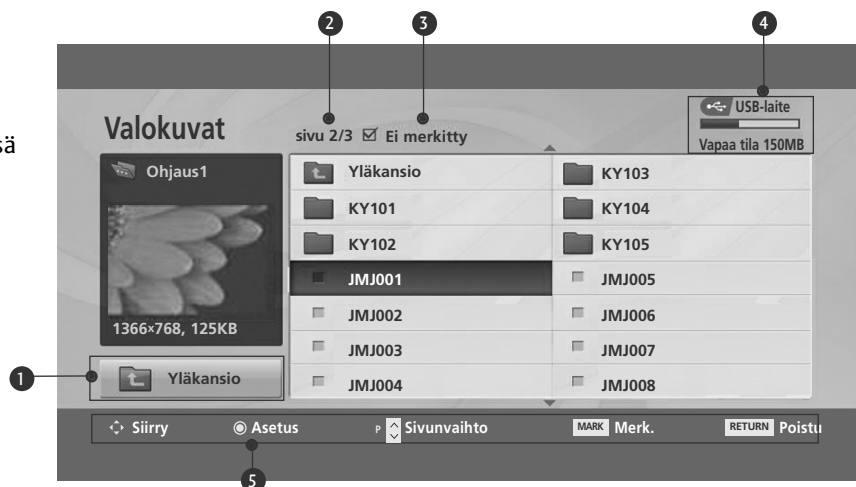 2 3 4
USB-laite
Valokuvat
sivu 2/3 Ei merkitty
Vapaa tila 150MB
sä
Ohjaus1
Yläkansio KY103
KY101 KY104
KY102 KY105
JMJ001 JMJ005
JMJ002 JMJ006
1366×768, 125KB
JMJ003 JMJ007
1 Yläkansio
JMJ004 JMJ008
Siirry Asetus P Sivunvaihto MARK Merk. RETURN Poistu
5